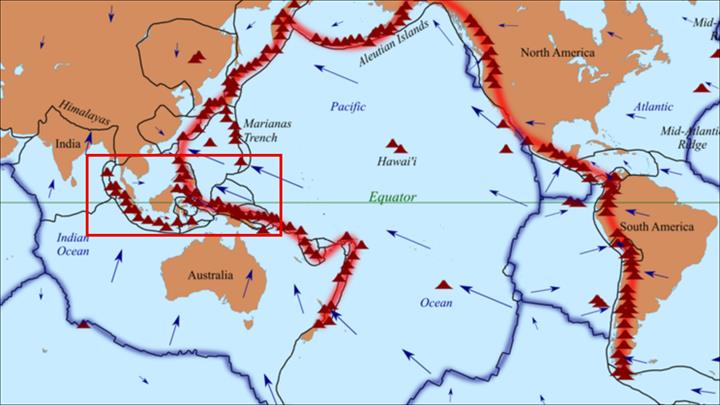 Mid-
R
North America
Aleutian Islands
Himalayas
Pacific
Atlantic
Marianas
Trench
India
Mid-Atlantic
Ridge
Hawai'i
Equator
South America
Indian
Ocean
Australia
Ocean